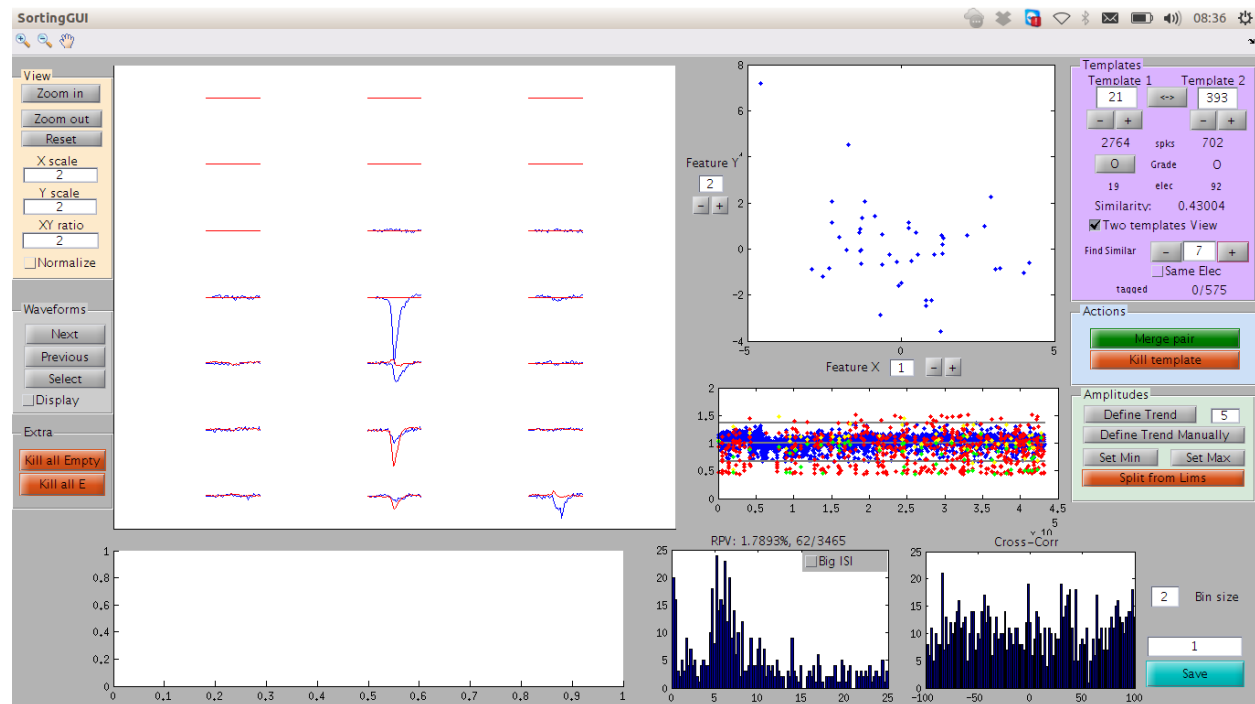 SortingGUI
08:36
View
Zoom in
Zoom out
Reset
X scale
2
Y scale
2
XY ratio
2
Normalize
Waveforms
Next
Previous
Select
Display
Extra
Kill all Empty
Kill all E
Feature Y
2
- +
8
6
4
2
0
−2
−4
−5 0 5
Feature X 1 - +
Templates
Template 1 Template 2
21 <-> 393
- + - +
2764 spks 702
O Grade O
19 elec 92
Similarity: 0.43004
Two templates View
Find Similar - 7 +
Same Elec
tagged 0/575
Actions
Merge pair
Kill template
Amplitudes
Define Trend 5
Define Trend Manually
Set Min Set Max
Split from Lims
2
1.5
1
0.5
0
0 0.5 1 1.5 2 2.5 3 3.5 4 4.5
x 10^5
1
0.8
0.6
0.4
0.2
0
0 0.1 0.2 0.3 0.4 0.5 0.6 0.7 0.8 0.9 1
RPV: 1.7893%, 62/3465
Big ISI
25
20
15
10
5
0
0 5 10 15 20 25
Cross-Corr
25
20
15
10
5
0
−100 −50 0 50 100
2 Bin size
1
Save